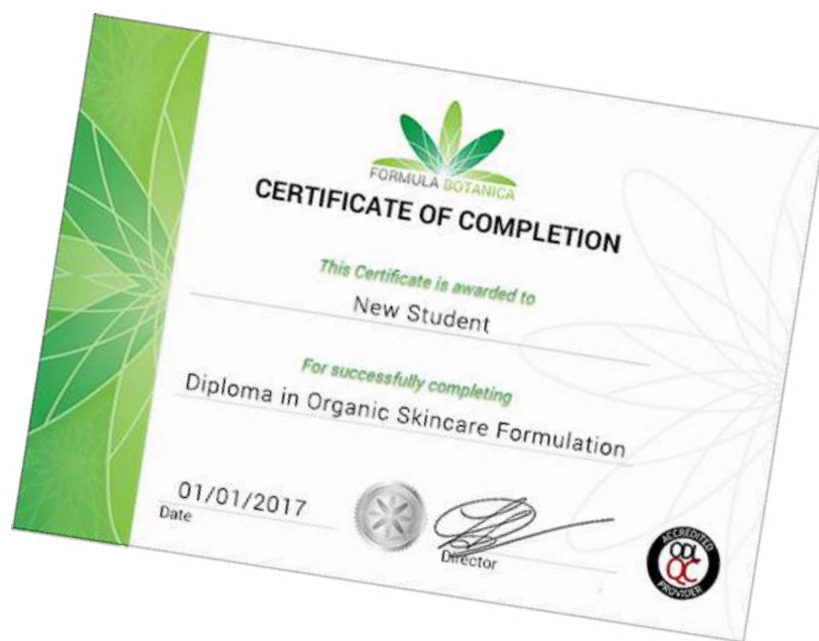 FORMULA BOTANICA
CERTIFICATE OF COMPLETION
This Certificate is awarded to
New Student
For successfully completing
Diploma in Organic Skincare Formulation
01/01/2017
Date
Director
ACCREDITED
ODL
QC
PROVIDER